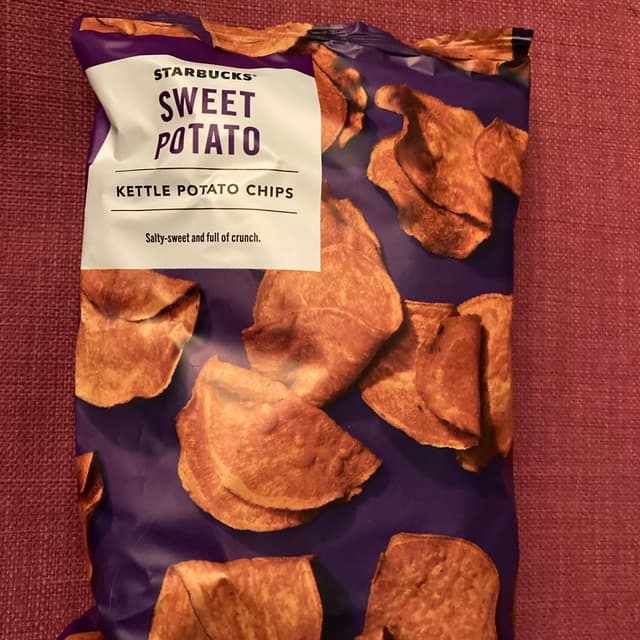 STARBUCKS®
SWEET
POTATO
KETTLE POTATO CHIPS
Salty-sweet and full of crunch.